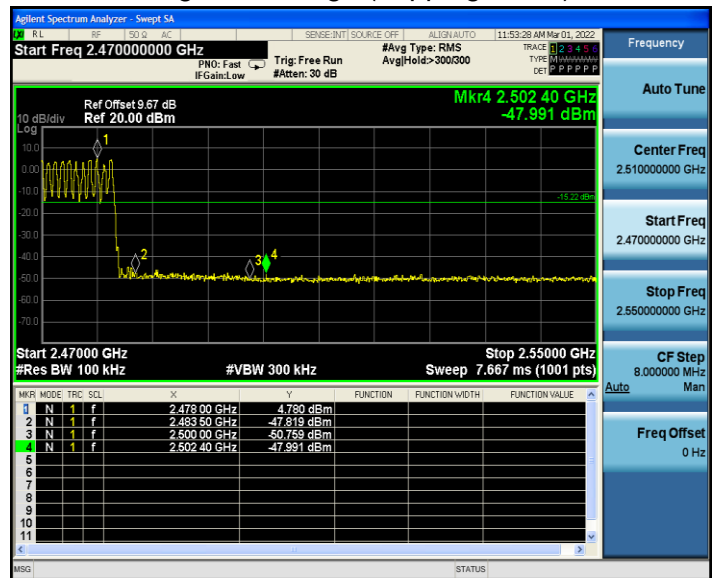 Agilent Spectrum Analyzer - Swept SA
RL RF 50 Ω AC SENSE:INT SOURCE OFF ALIGN AUTO 11:53:28 AM Mar 01, 2022
Start Freq 2.470000000 GHz
PNO: Fast
IFGain:Low
Trig: Free Run
#Atten: 30 dB
#Avg Type: RMS
Avg|Hold:>300/300
TRACE 1 2 3 4 5 6
TYPE M WWWWW
DET P P P P P P
Frequency
Auto Tune
Center Freq
2.510000000 GHz
Start Freq
2.470000000 GHz
Stop Freq
2.550000000 GHz
CF Step
8.000000 MHz
Auto Man
Freq Offset
0 Hz
Mkr4 2.502 40 GHz
-47.991 dBm
Ref Offset 9.67 dB
10 dB/div Ref 20.00 dBm
Log
10.0
0.00
-10.0
-20.0
-30.0
-40.0
-50.0
-60.0
-70.0
1
2
3
4
-15.22 dBm
Start 2.47000 GHz Stop 2.55000 GHz
#Res BW 100 kHz #VBW 300 kHz Sweep 7.667 ms (1001 pts)
MKR MODE TRC SCL X Y FUNCTION FUNCTION WIDTH FUNCTION VALUE
1 N 1 f 2.478 00 GHz 4.780 dBm
2 N 1 f 2.483 50 GHz -47.819 dBm
3 N 1 f 2.500 00 GHz -50.759 dBm
4 N 1 f 2.502 40 GHz -47.991 dBm
5
6
7
8
9
10
11
MSG STATUS